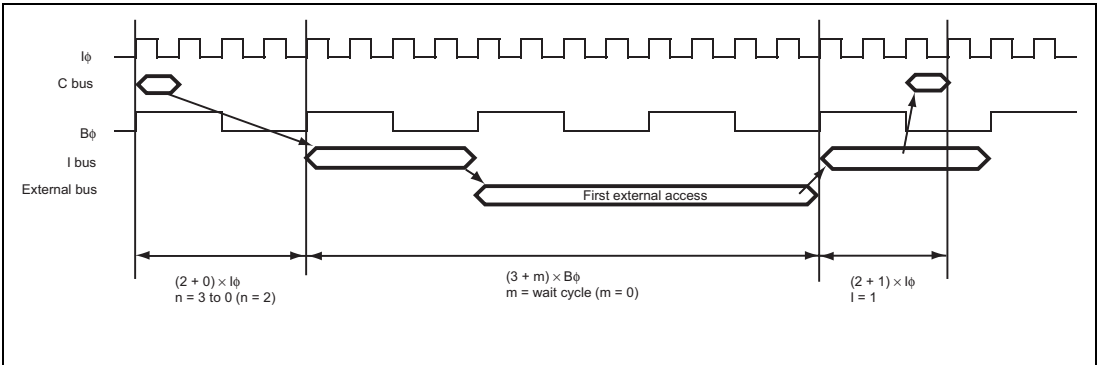 Iϕ
C bus
Bϕ
I bus
External bus
First external access
(2 + 0) × Iϕ
n = 3 to 0 (n = 2)
(3 + m) × Bϕ
m = wait cycle (m = 0)
(2 + 1) × Iϕ
l = 1